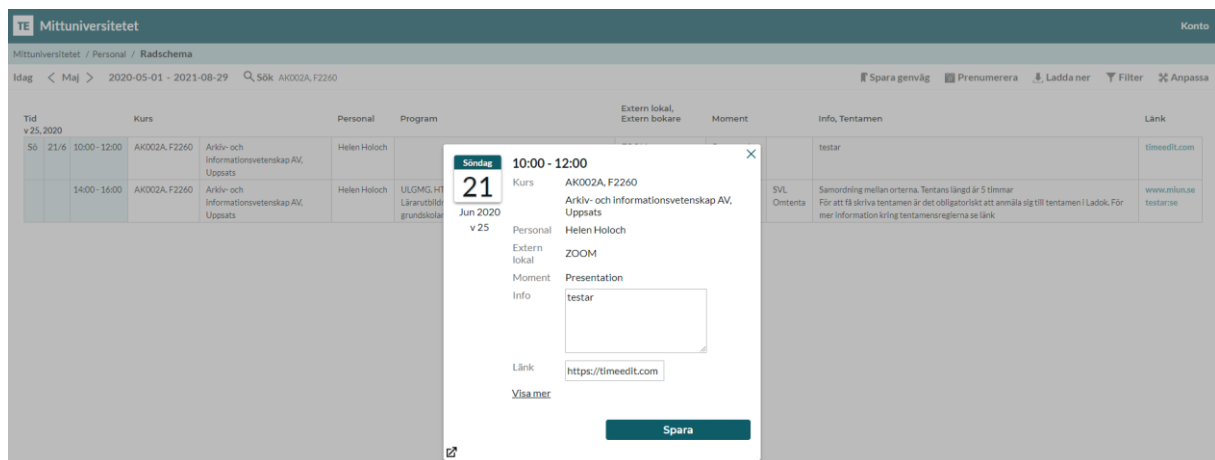 TE Mittuniversitetet Konto
Mittuniversitetet / Personal / Radschema
Idag < Maj > 2020-05-01 - 2021-08-29 Sök AK002A, F2260 Spara genväg Prenumerera Ladda ner Filter Anpassa
Tid Kurs Personal Program Extern lokal, Extern bokare Moment Info, Tentamen Länk
v 25, 2020
Sö 21/6 10:00 - 12:00 AK002A, F2260 Arkiv- och informationsvetenskap AV, Uppsats Helen Holoch testar timeedit.com
14:00 - 16:00 AK002A, F2260 Arkiv- och informationsvetenskap AV, Uppsats Helen Holoch ULGMG, HT
SVL Omtenta
Samordning mellan orterna. Tentans längd är 5 timmar
För att få skriva tentamen är det obligatoriskt att anmäla sig till tentamen i Ladok. För
mer information kring tentamensreglerna se länk
www.miun.se
testar.se
Söndag
21
Jun 2020
v 25
10:00 - 12:00
Kurs AK002A, F2260
Arkiv- och informationsvetenskap AV,
Uppsats
Personal Helen Holoch
Extern lokal ZOOM
Moment Presentation
Info testar
Länk https://timeedit.com
Visa mer
Spara